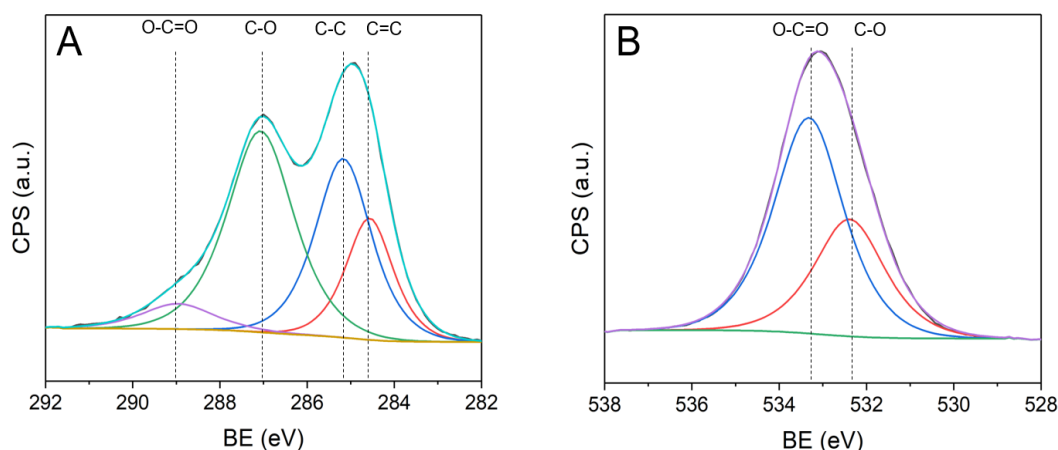 A
O-C=O C-O C-C C=C
CPS (a.u.)
292 290 288 286 284 282
BE (eV)
B
O-C=O C-O
CPS (a.u.)
538 536 534 532 530 528
BE (eV)